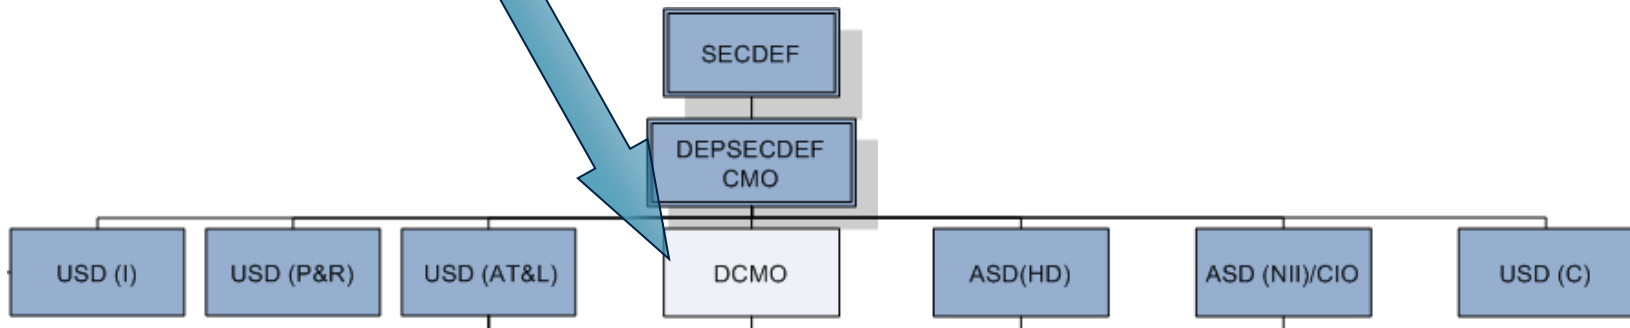 SECDEF
DEPSECDEF
CMO
USD (I)
USD (P&R)
USD (AT&L)
DCMO
ASD(HD)
ASD (NII)/CIO
USD (C)